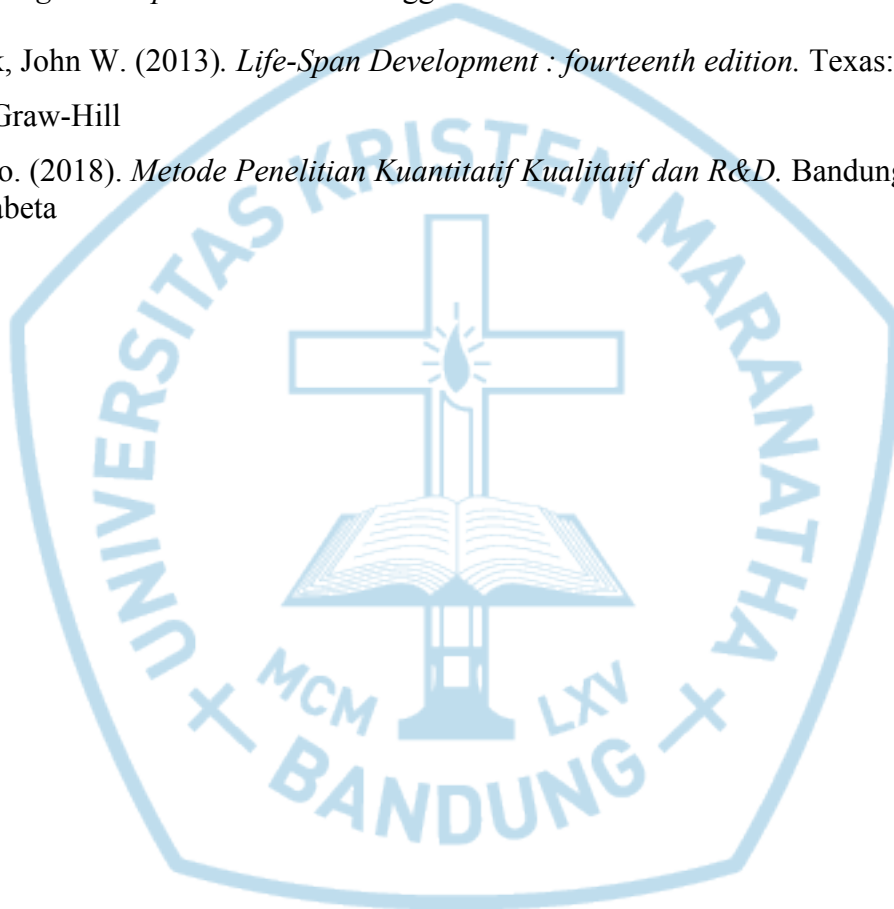 k, John W. (2013). Life-Span Development : fourteenth edition. Texas:
Graw-Hill
o. (2018). Metode Penelitian Kuantitatif Kualitatif dan R&D. Bandung
abeta
UNIVERSITAS KRISTEN MARANATHA
MCM LXV
BANDUNG